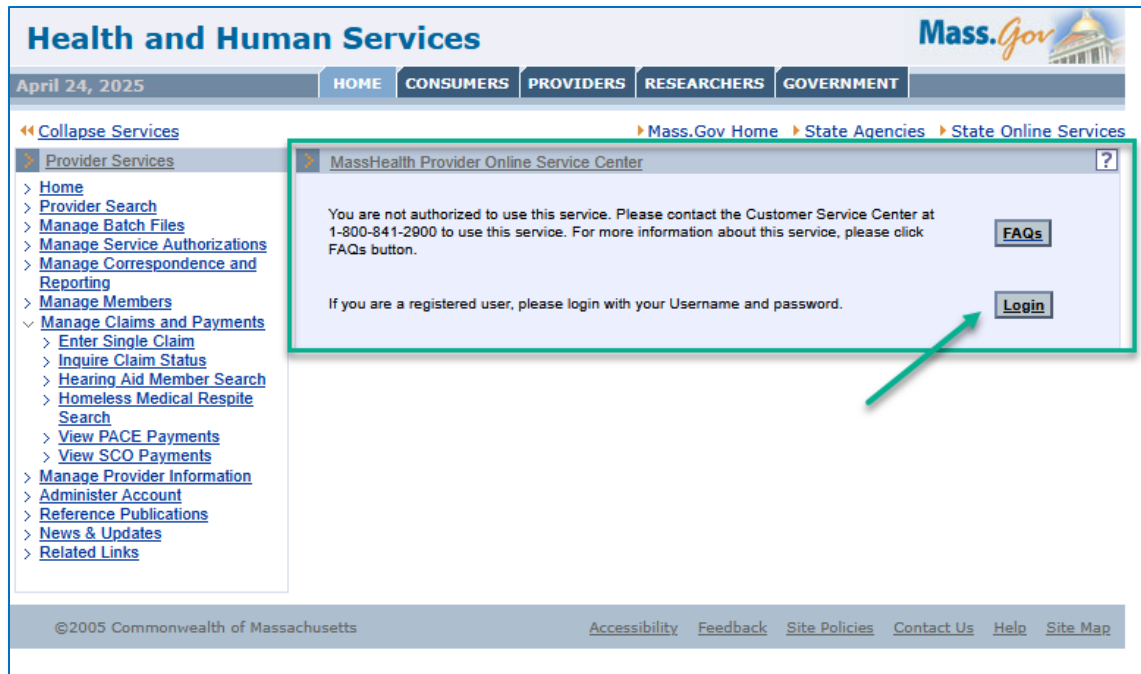 Health and Human Services
Mass.Gov
April 24, 2025
HOME
CONSUMERS
PROVIDERS
RESEARCHERS
GOVERNMENT
Collapse Services
Mass.Gov Home
State Agencies
State Online Services
Provider Services
Home
Provider Search
Manage Batch Files
Manage Service Authorizations
Manage Correspondence and
Reporting
Manage Members
Manage Claims and Payments
Enter Single Claim
Inquire Claim Status
Hearing Aid Member Search
Homeless Medical Respite
Search
View PACE Payments
View SCO Payments
Manage Provider Information
Administer Account
Reference Publications
News & Updates
Related Links
MassHealth Provider Online Service Center
?
You are not authorized to use this service. Please contact the Customer Service Center at
1-800-841-2900 to use this service. For more information about this service, please click
FAQs button.
FAQs
If you are a registered user, please login with your Username and password.
Login
©2005 Commonwealth of Massachusetts
Accessibility
Feedback
Site Policies
Contact Us
Help
Site Map